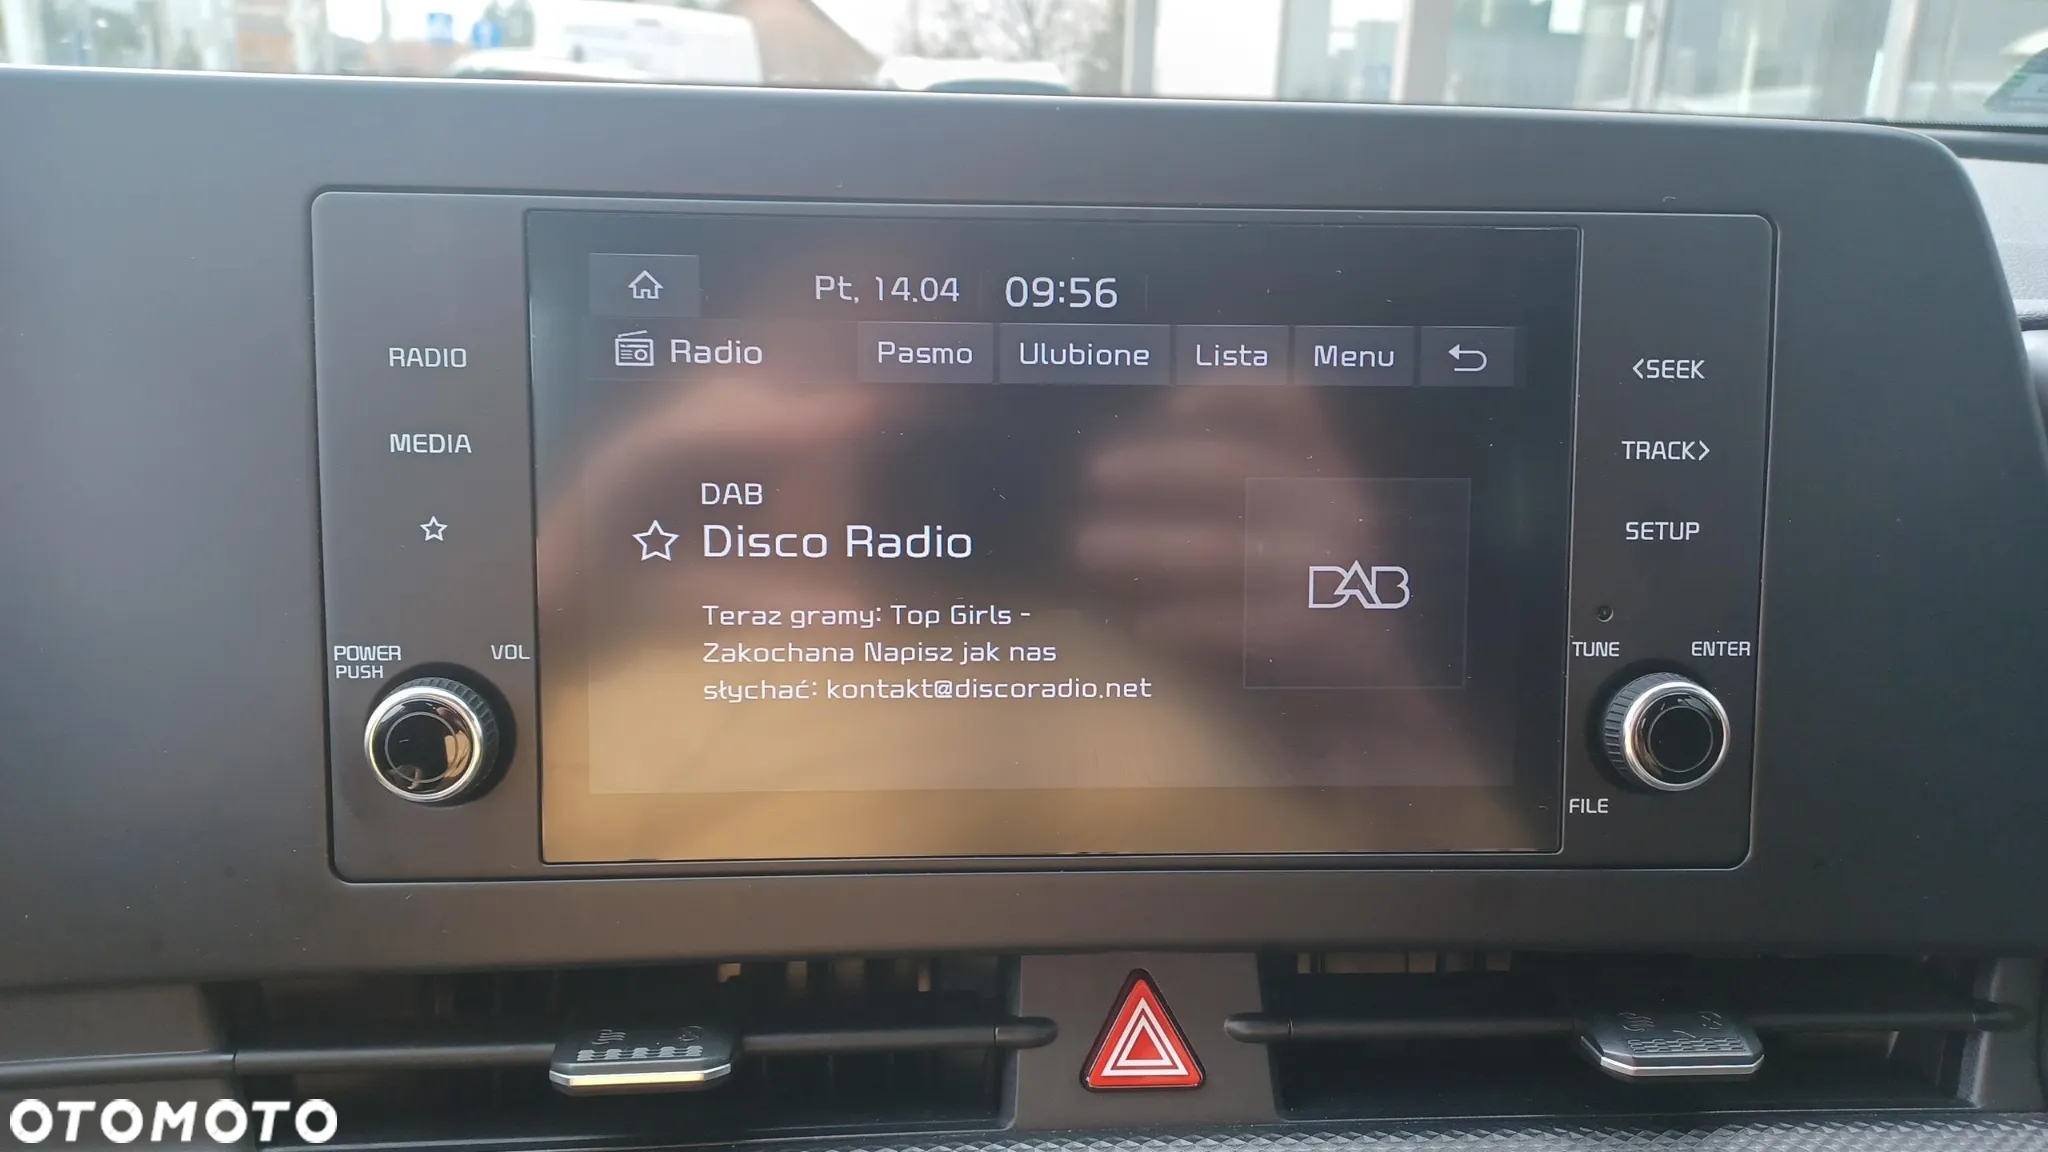 Pt, 14.04 09:56
Radio Pasmo Ulubione Lista Menu
RADIO
MEDIA
DAB
Disco Radio
Teraz gramy: Top Girls -
Zakochana Napisz jak nas
słychać: kontakt@discoradio.net
DAB
POWER
PUSH
VOL
<SEEK
TRACK>
SETUP
TUNE
ENTER
FILE
OTOMOTO